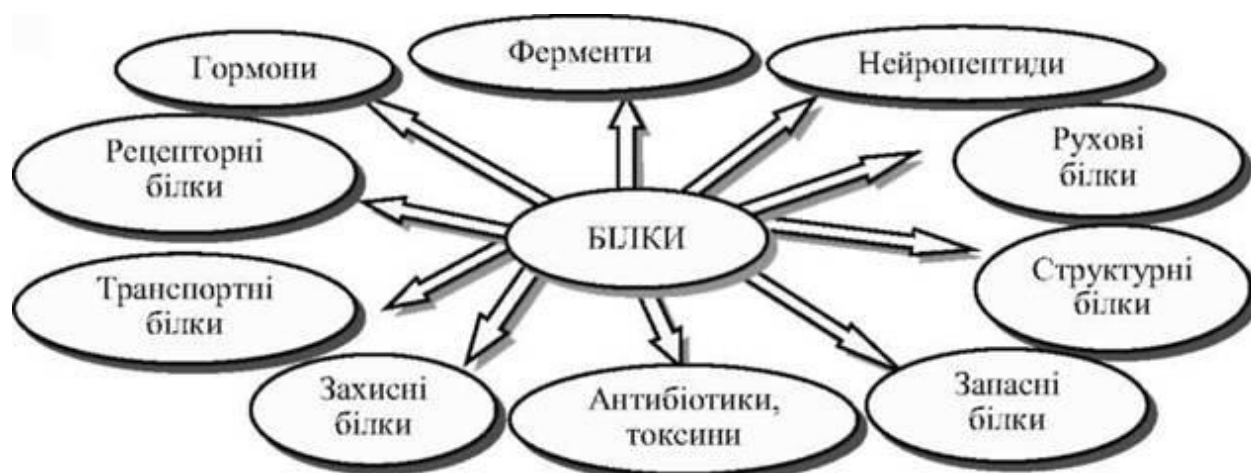 Гормони
Ферменти
Нейропептиди
Рецепторні
білки
Рухові
білки
БІЛКИ
Транспортні
білки
Структурні
білки
Захисні
білки
Антибіотики,
токсини
Запасні
білки